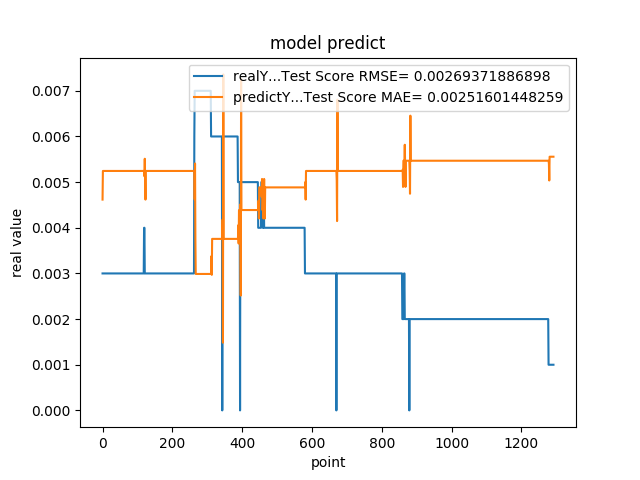 model predict
realY...Test Score RMSE= 0.00269371886898
predictY...Test Score MAE= 0.00251601448259
0.007
0.006
0.005
0.004
0.003
0.002
0.001
0.000
real value
0 200 400 600 800 1000 1200
point